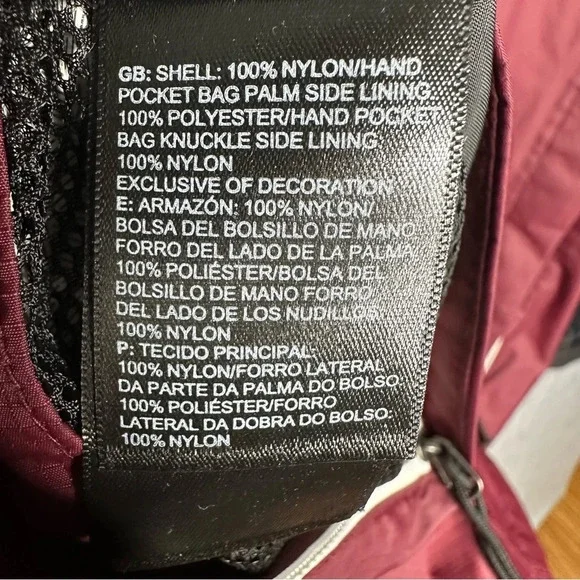 GB: SHELL: 100% NYLON/HAND
POCKET BAG PALM SIDE LINING
100% POLYESTER/HAND POCKET
BAG KNUCKLE SIDE LINING:
100% NYLON
EXCLUSIVE OF DECORATION
E: ARMAZÓN: 100% NYLON/
BOLSA DEL BOLSILLO DE MANO
FORRO DEL LADO DE LA PALMA
100% POLIÉSTER/BOLSA DEL
BOLSILLO DE MANO FORRO
DEL LADO DE LOS NUDILLOS
100% NYLON
P: TECIDO PRINCIPAL:
100% NYLON/FORRO LATERAL
DA PARTE DA PALMA DO BOLSO:
100% POLIÉSTER/FORRO
LATERAL DA DOBRA DO BOLSO:
100% NYLON